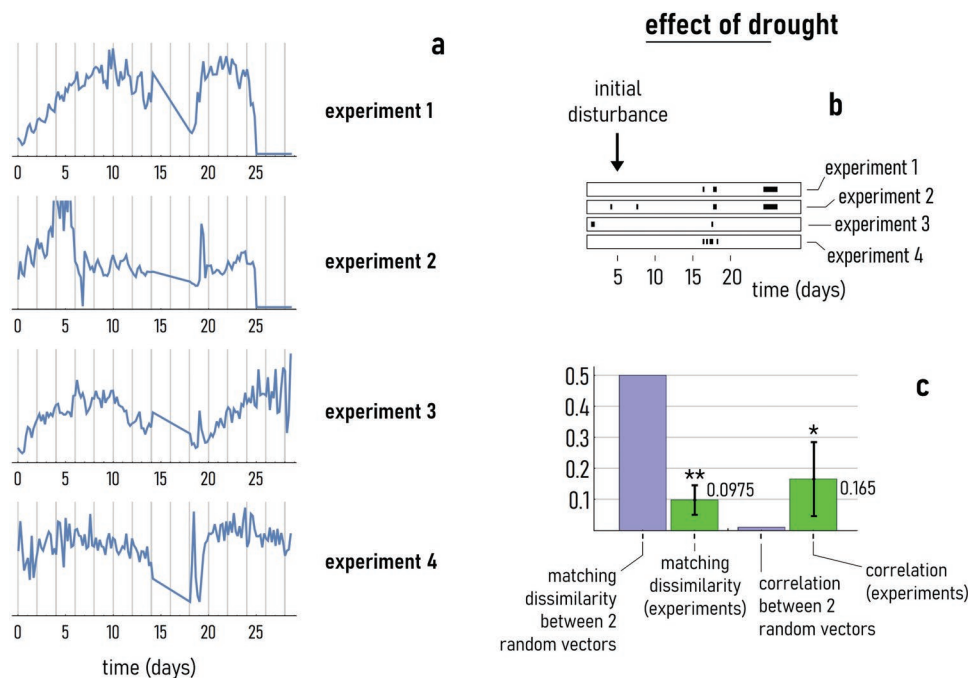 effect of drought
a
experiment 1
0 5 10 15 20 25
experiment 2
0 5 10 15 20 25
experiment 3
0 5 10 15 20 25
experiment 4
0 5 10 15 20 25
time (days)
b
initial
disturbance
experiment 1
experiment 2
experiment 3
experiment 4
5 10 15 20
time (days)
c
0.5
0.4
0.3
0.2
0.1
**
0.0975
*
0.165
matching
dissimilarity
between 2
random vectors
matching
dissimilarity
(experiments)
correlation
between 2
random vectors
correlation
(experiments)